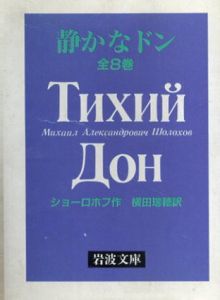 静かなドン
全8巻
Тихий
Михаил Александрович Шолохов
Дон
ショーロホフ作 横田瑞穂訳
岩波文庫